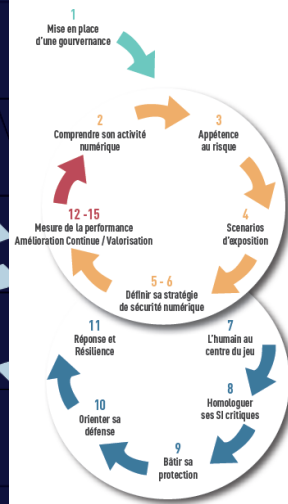 1
Mise en place
d'une gourvernance
2
Comprendre son activité
numérique
3
Appétence
au risque
4
Scenarios
d'exposition
5 - 6
Définir sa stratégie
de sécurité numérique
12 -15
Mesure de la performance
Amélioration Continue / Valorisation
7
L'humain au
centre du jeu
8
Homologuer
ses SI critiques
9
Bâtir sa
protection
10
Orienter sa
défense
11
Réponse et
Résilience